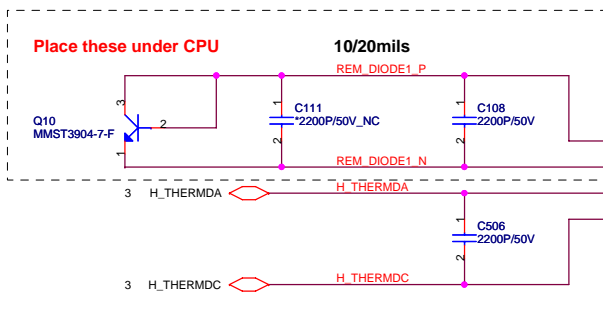 Place these under CPU
10/20mils
REM_DIODE1_P
3
Q10
MMST3904-7-F
2
1
1
C111
*2200P/50V_NC
2
1
C108
2200P/50V
2
REM_DIODE1_N
3 H_THERMDA
H_THERMDA
1
C506
2200P/50V
2
3 H_THERMDC
H_THERMDC